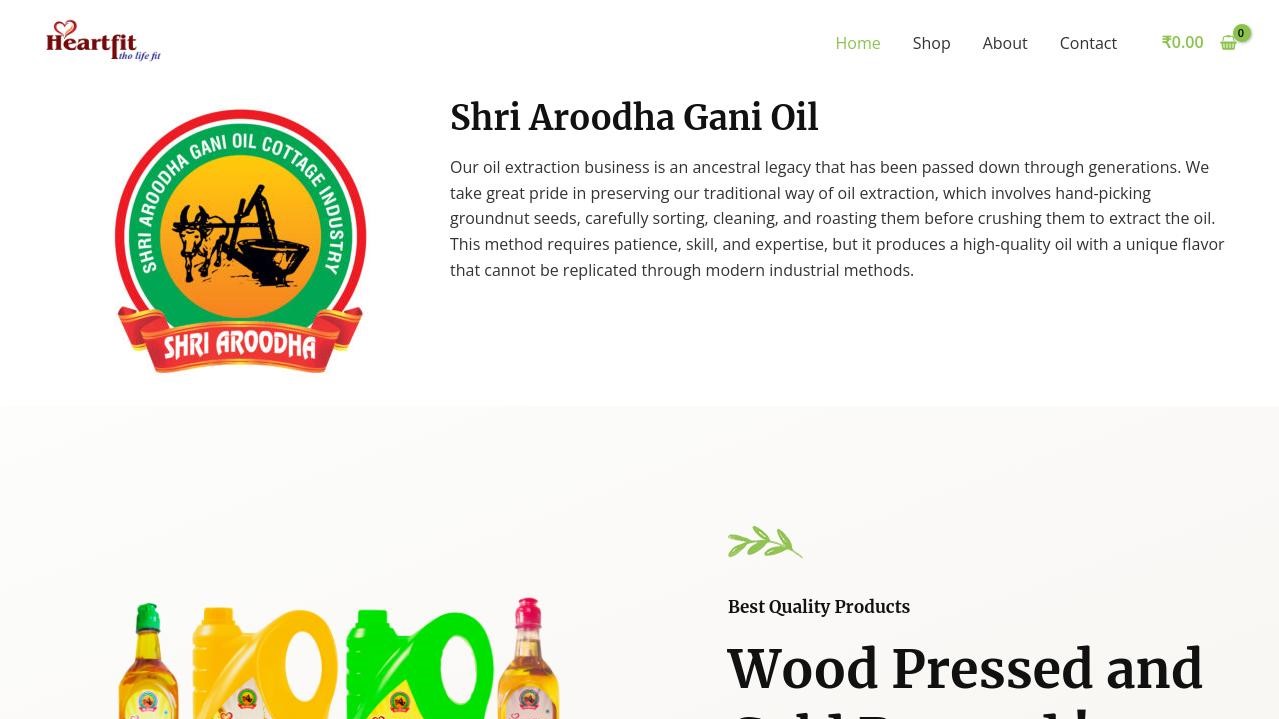 Heartfit
tho life fit
Home
Shop
About
Contact
₹0.00
0
SHRI AROODHA GANI OIL COTTAGE INDUSTRY
SHRI AROODHA
Shri Aroodha Gani Oil
Our oil extraction business is an ancestral legacy that has been passed down through generations. We
take great pride in preserving our traditional way of oil extraction, which involves hand-picking
groundnut seeds, carefully sorting, cleaning, and roasting them before crushing them to extract the oil.
This method requires patience, skill, and expertise, but it produces a high-quality oil with a unique flavor
that cannot be replicated through modern industrial methods.
Best Quality Products
Wood Pressed and